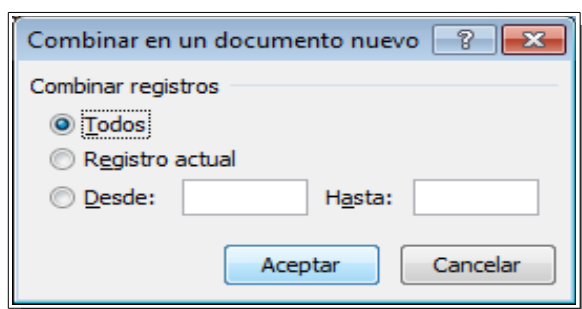 Combinar en un documento nuevo
Combinar registros
Todos
Registro actual
Desde: Hasta:
Aceptar Cancelar